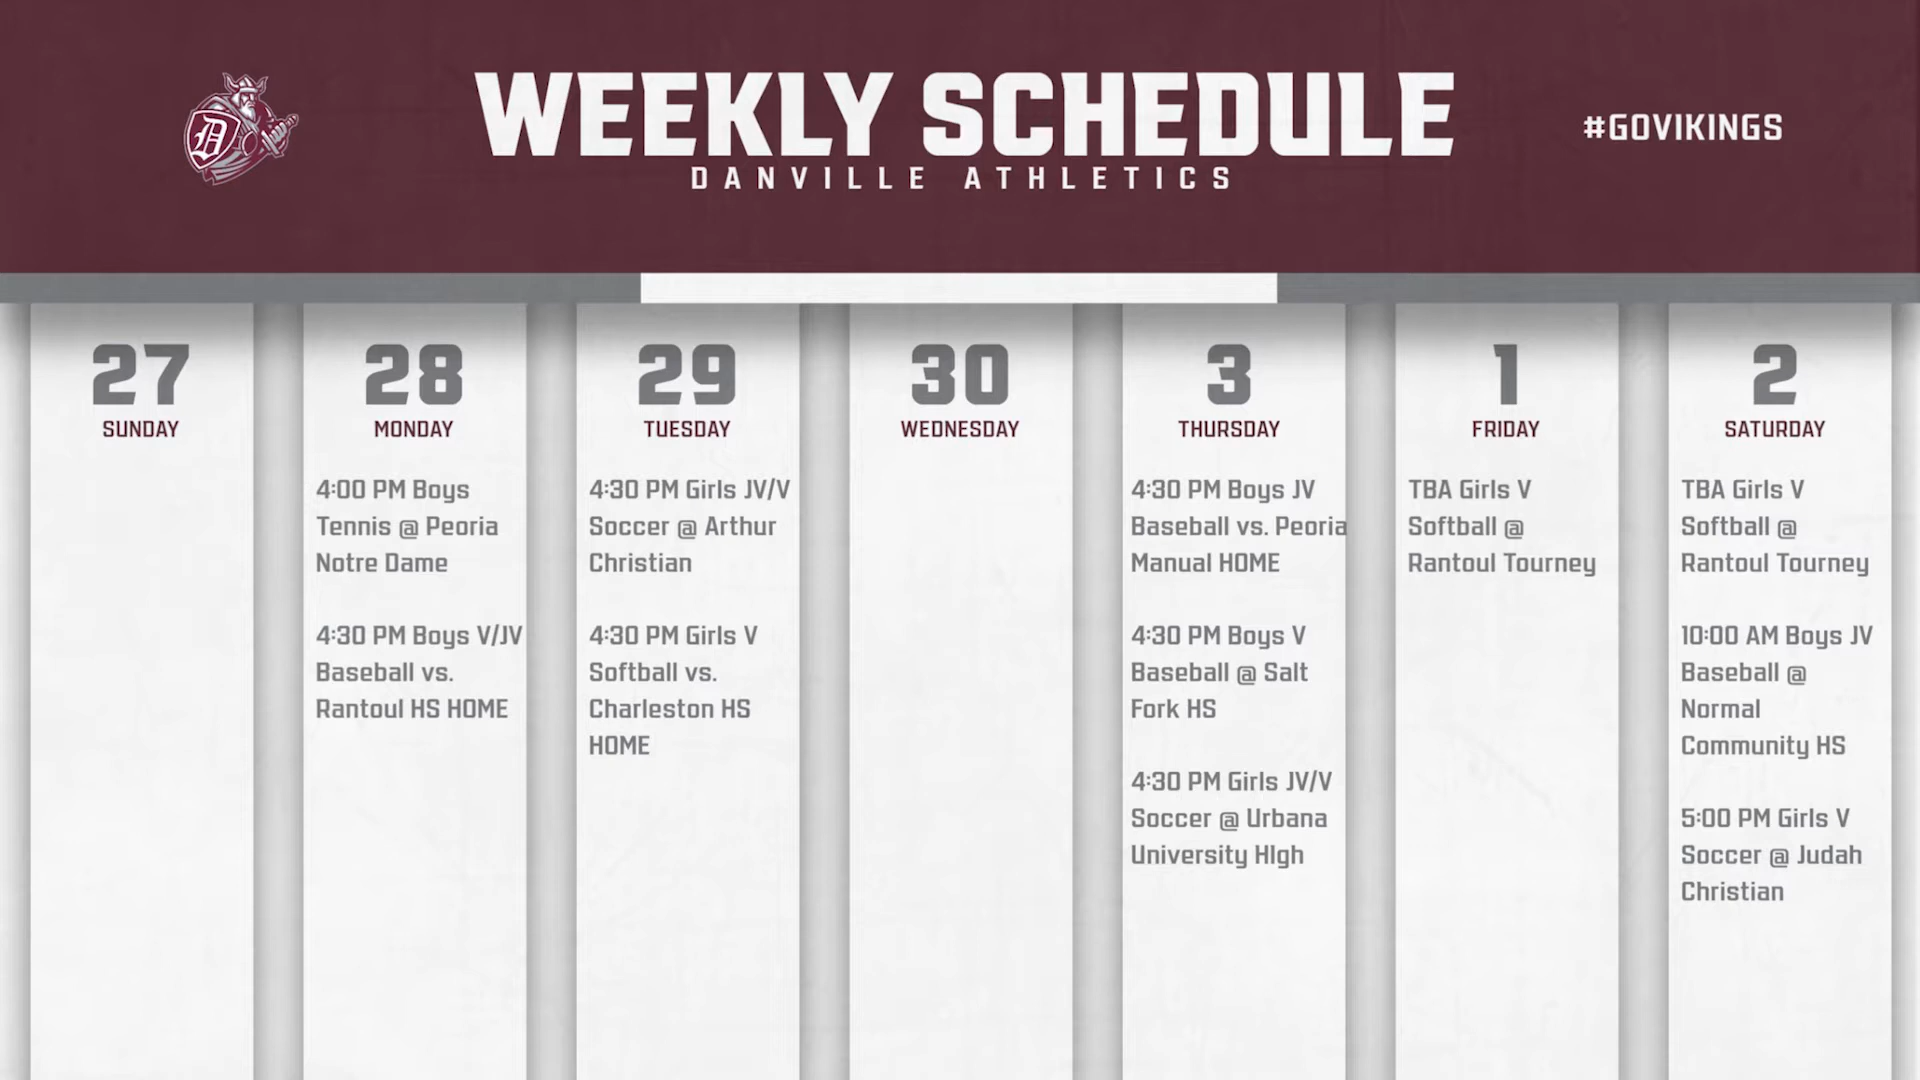 D
WEEKLY SCHEDULE
DANVILLE ATHLETICS
#GOVIKINGS
27
SUNDAY
28
MONDAY
4:00 PM Boys
Tennis @ Peoria
Notre Dame
4:30 PM Boys V/JV
Baseball vs.
Rantoul HS HOME
29
TUESDAY
4:30 PM Girls JV/V
Soccer @ Arthur
Christian
4:30 PM Girls V
Softball vs.
Charleston HS
HOME
30
WEDNESDAY
3
THURSDAY
4:30 PM Boys JV
Baseball vs. Peoria
Manual HOME
4:30 PM Boys V
Baseball @ Salt
Fork HS
4:30 PM Girls JV/V
Soccer @ Urbana
University HIgh
1
FRIDAY
TBA Girls V
Softball @
Rantoul Tourney
2
SATURDAY
TBA Girls V
Softball @
Rantoul Tourney
10:00 AM Boys JV
Baseball @
Normal
Community HS
5:00 PM Girls V
Soccer @ Judah
Christian